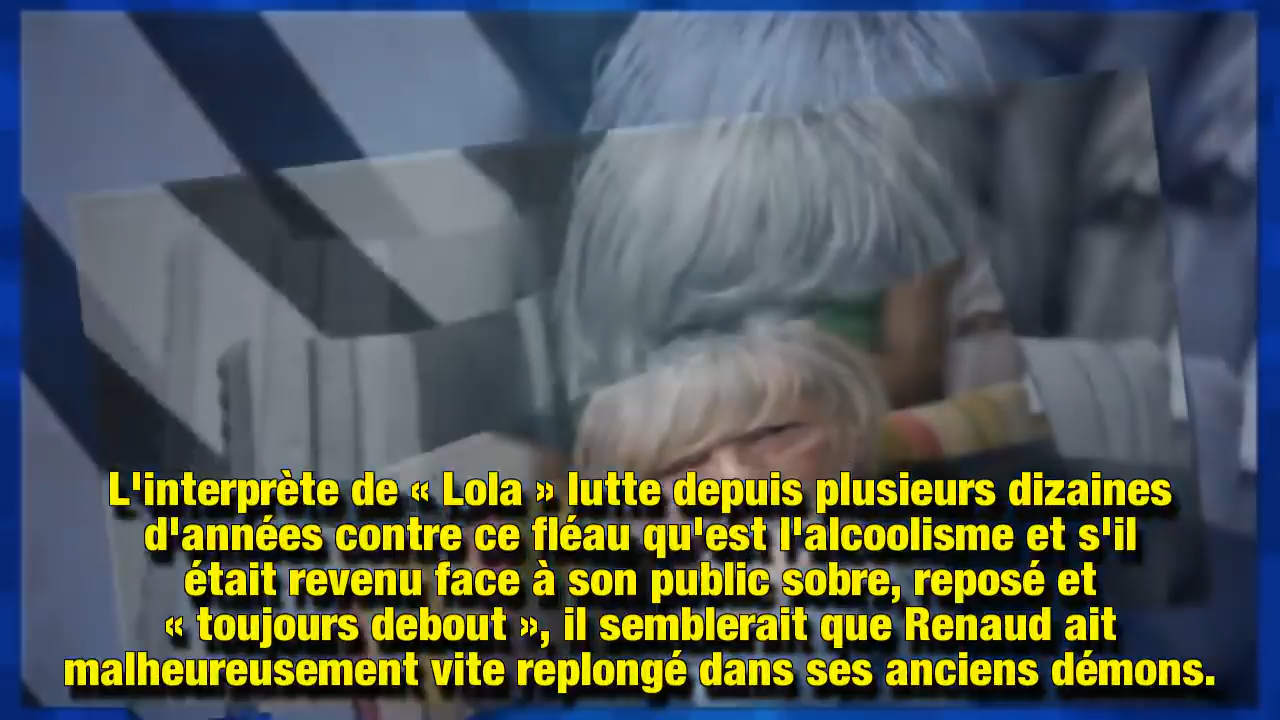 L'interprète de « Lola » lutte depuis plusieurs dizaines
d'années contre ce fléau qu'est l'alcoolisme et s'il
était revenu face à son public sobre, reposé et
« toujours debout », il semblerait que Renaud ait
malheureusement vite replongé dans ses anciens démons.